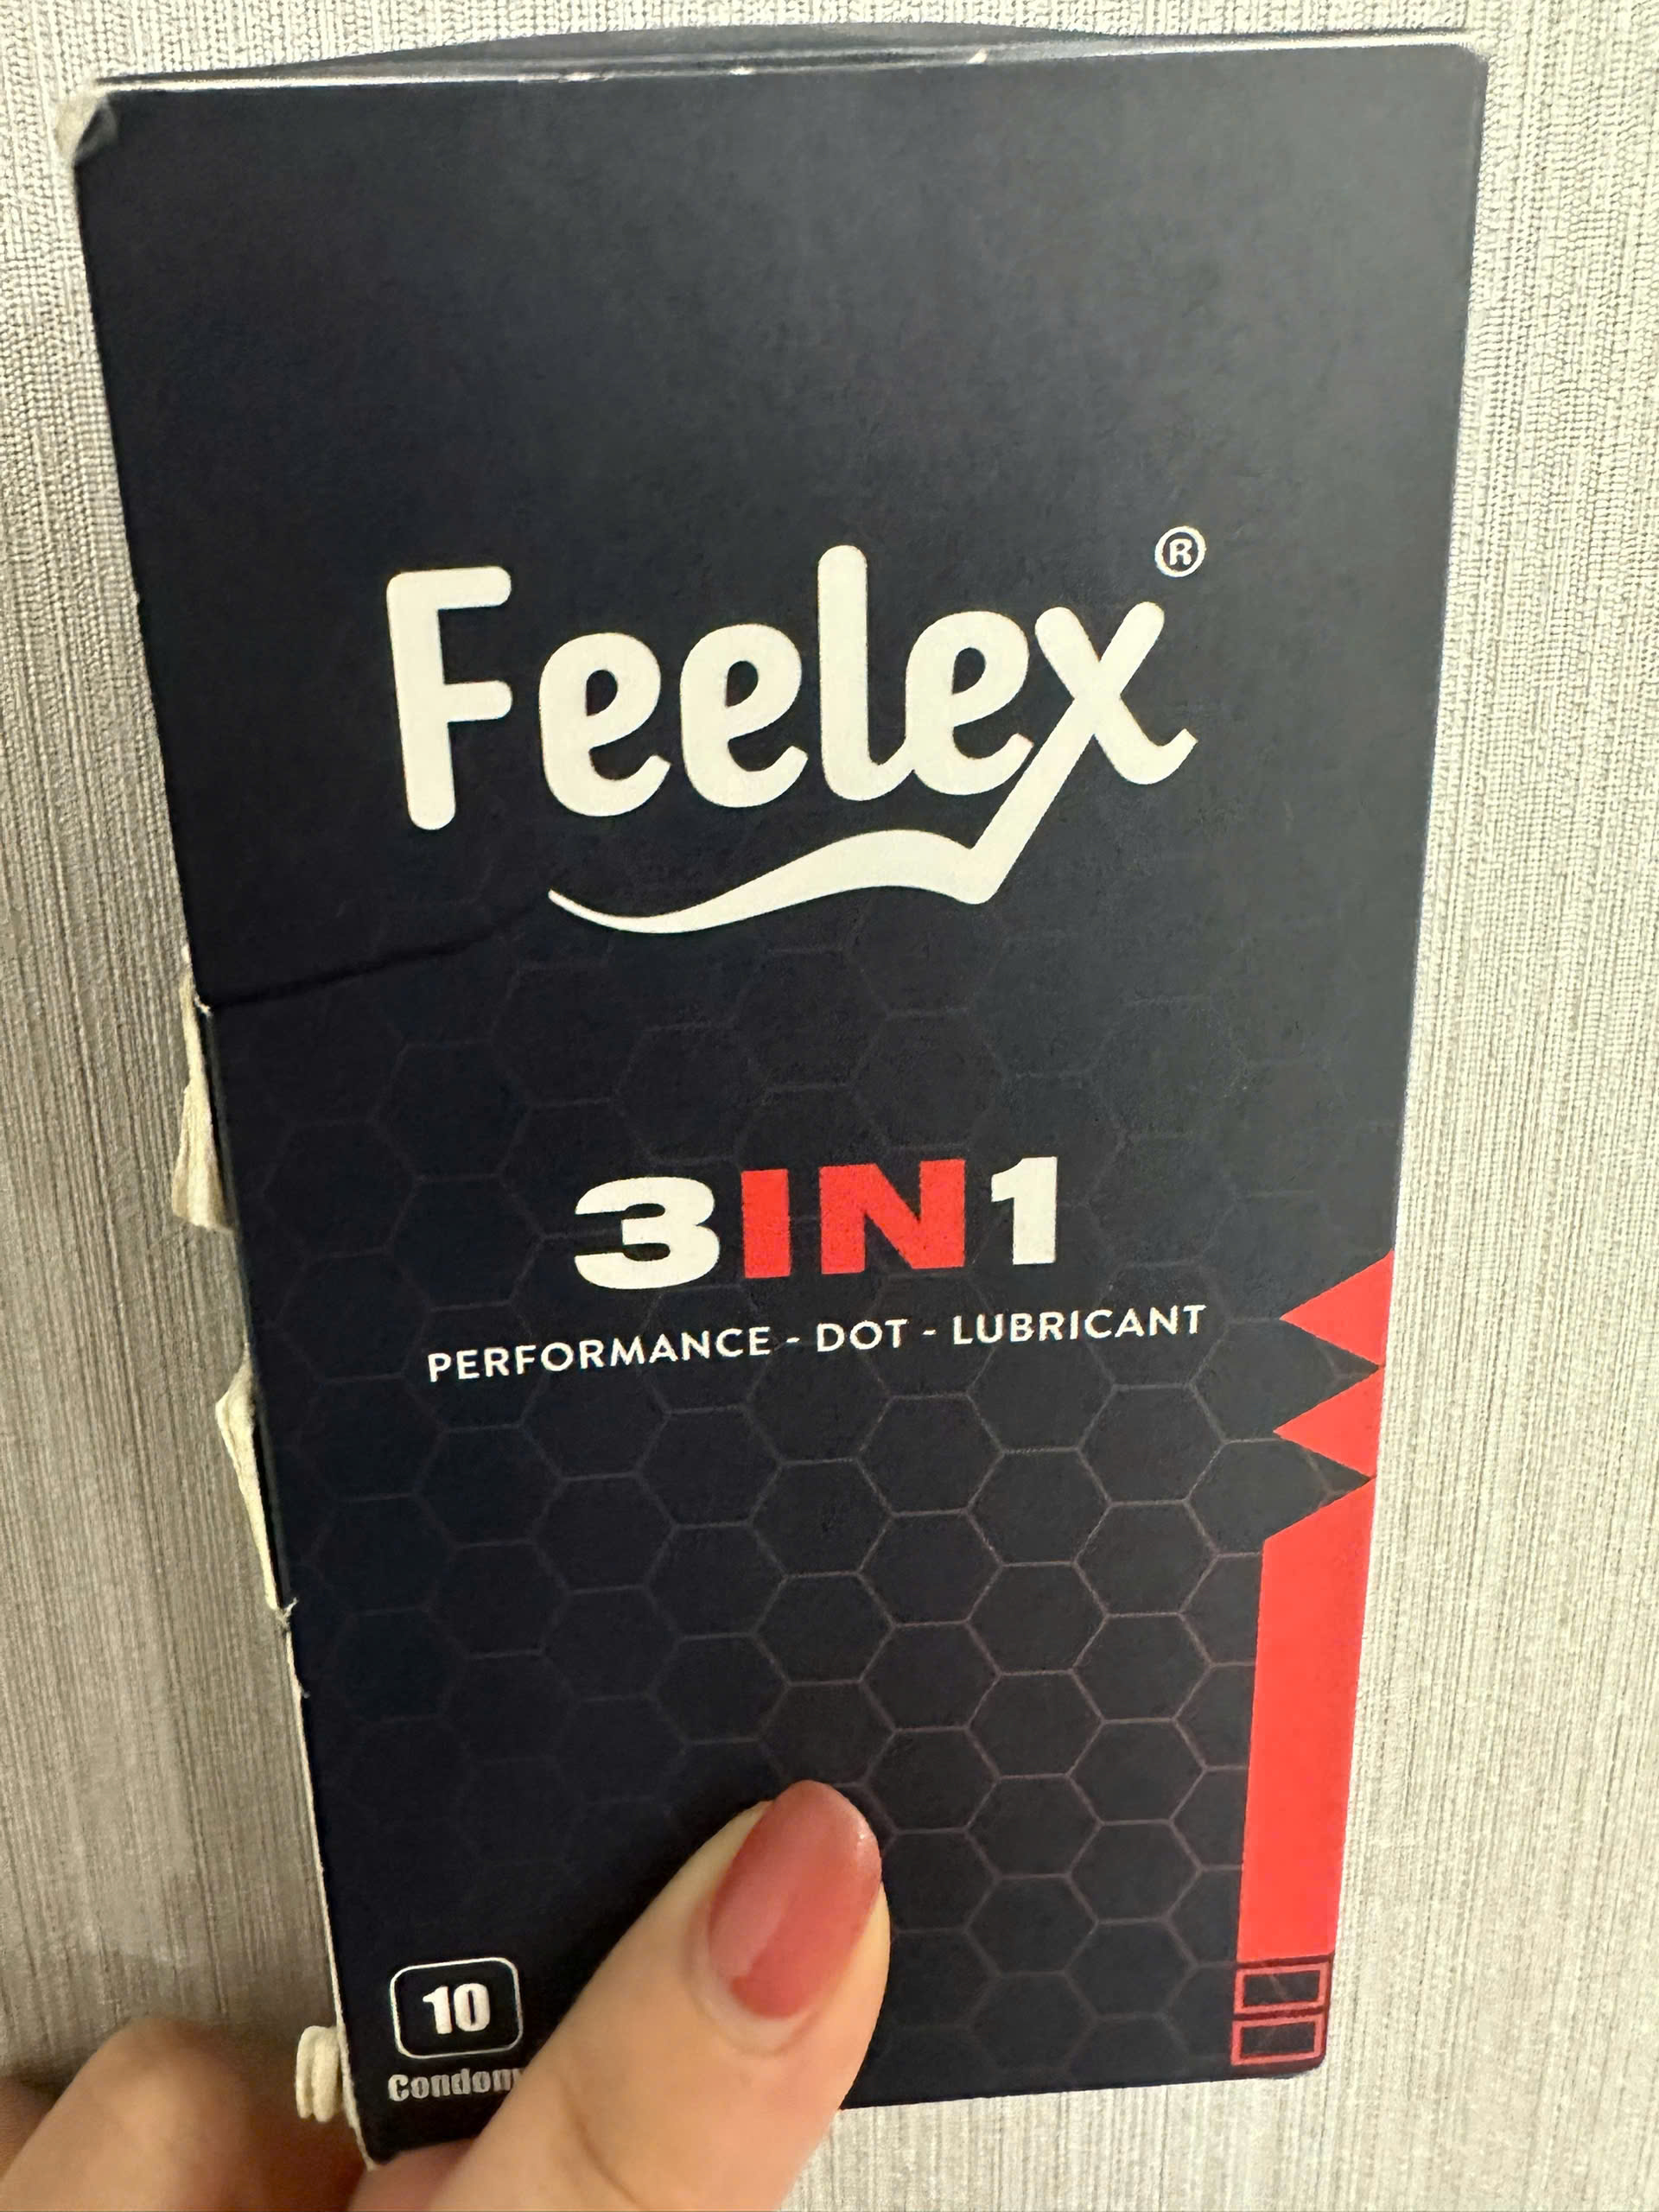 Feelex®
3IN1
PERFORMANCE - DOT - LUBRICANT
10